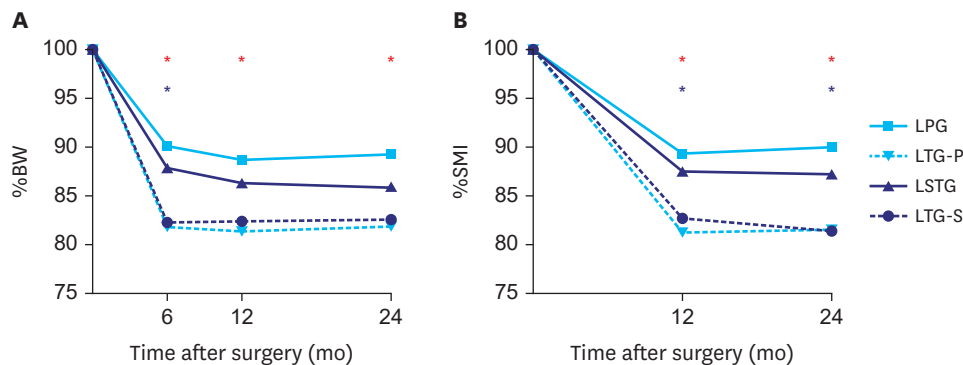 A
%BW
100
95
90
85
80
75
* * *
*
6 12 24
Time after surgery (mo)
B
%SMI
100
95
90
85
80
75
* *
* *
12 24
Time after surgery (mo)
LPG
LTG-P
LSTG
LTG-S